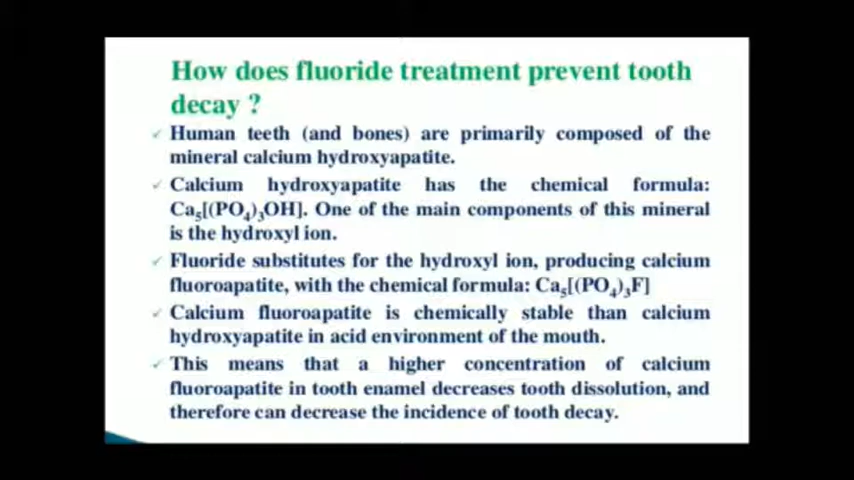 How does fluoride treatment prevent tooth
decay ?
✓ Human teeth (and bones) are primarily composed of the
mineral calcium hydroxyapatite.
✓ Calcium hydroxyapatite has the chemical formula:
Ca₅[(PO₄)₃OH]. One of the main components of this mineral
is the hydroxyl ion.
✓ Fluoride substitutes for the hydroxyl ion, producing calcium
fluoroapatite, with the chemical formula: Ca₅[(PO₄)₃F]
✓ Calcium fluoroapatite is chemically stable than calcium
hydroxyapatite in acid environment of the mouth.
✓ This means that a higher concentration of calcium
fluoroapatite in tooth enamel decreases tooth dissolution, and
therefore can decrease the incidence of tooth decay.